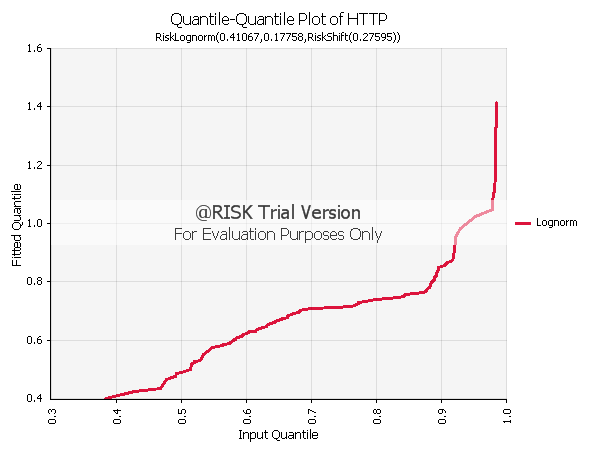 Quantile-Quantile Plot of HTTP
RiskLognorm(0.41067,0.17758,RiskShift(0.27595))
1.6
1.4
1.2
1.0
0.8
0.6
0.4
Fitted Quantile
@RISK Trial Version
For Evaluation Purposes Only
Lognorm
0.3
0.4
0.5
0.6
0.7
0.8
0.9
1.0
Input Quantile